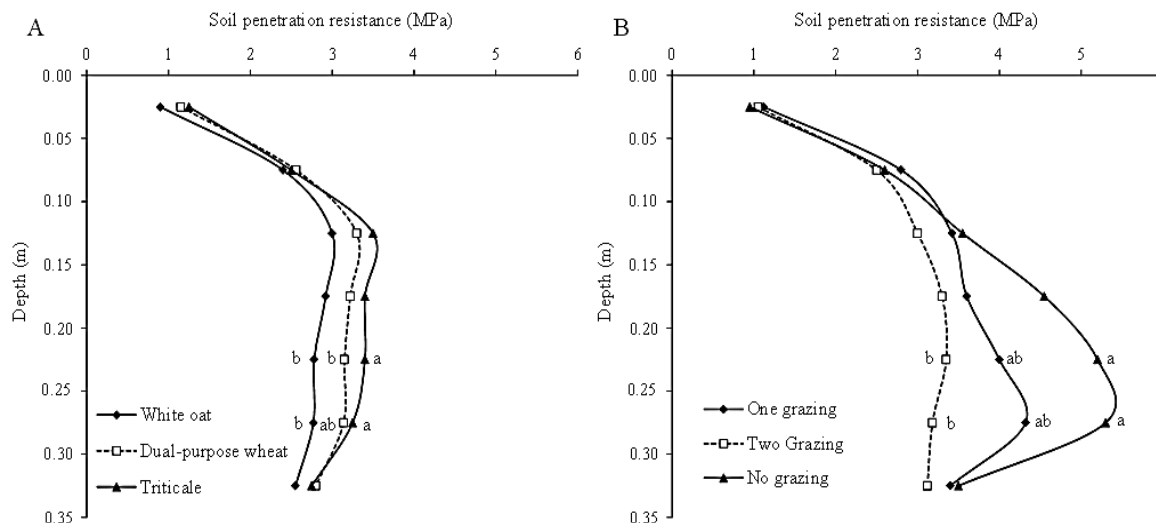 A
Soil penetration resistance (MPa)
0 1 2 3 4 5 6
0.00
0.05
0.10
0.15
0.20
0.25
0.30
0.35
Depth (m)
b b a
b ab a
White oat
Dual-purpose wheat
Triticale
B
Soil penetration resistance (MPa)
0 1 2 3 4 5
0.00
0.05
0.10
0.15
0.20
0.25
0.30
0.35
Depth (m)
b ab a
b ab a
One grazing
Two Grazing
No grazing